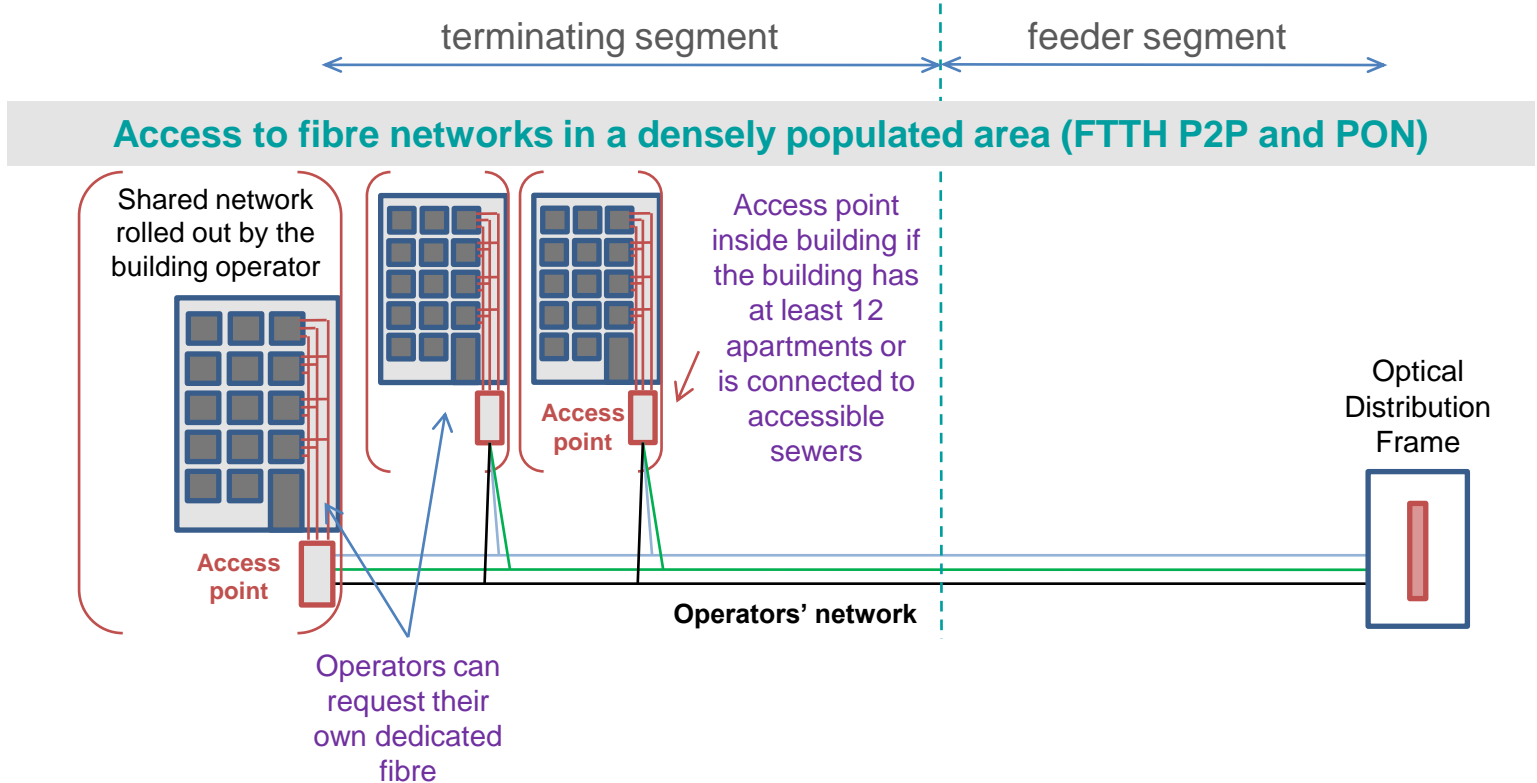 terminating segment
feeder segment
Access to fibre networks in a densely populated area (FTTH P2P and PON)
Shared network
rolled out by the
building operator
Access
point
Access
point
Access point
inside building if
the building has
at least 12
apartments or
is connected to
accessible
sewers
Optical
Distribution
Frame
Operators’ network
Operators can
request their
own dedicated
fibre